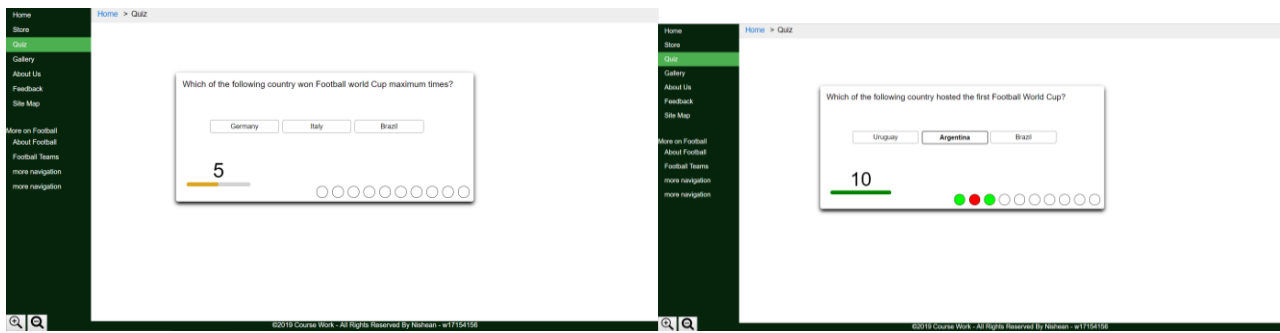 Home
Store
Quiz
Gallery
About Us
Feedback
Site Map
More on Football
About Football
Football Teams
more navigation
more navigation
Home > Quiz
Which of the following country won Football world Cup maximum times?
Germany Italy Brazil
5
©2019 Course Work - All Rights Reserved By Nishean - w17154156
Home
Store
Quiz
Gallery
About Us
Feedback
Site Map
More on Football
About Football
Football Teams
more navigation
more navigation
Home > Quiz
Which of the following country hosted the first Football World Cup?
Uruguay Argentina Brazil
10
©2019 Course Work - All Rights Reserved By Nishean - w17154156